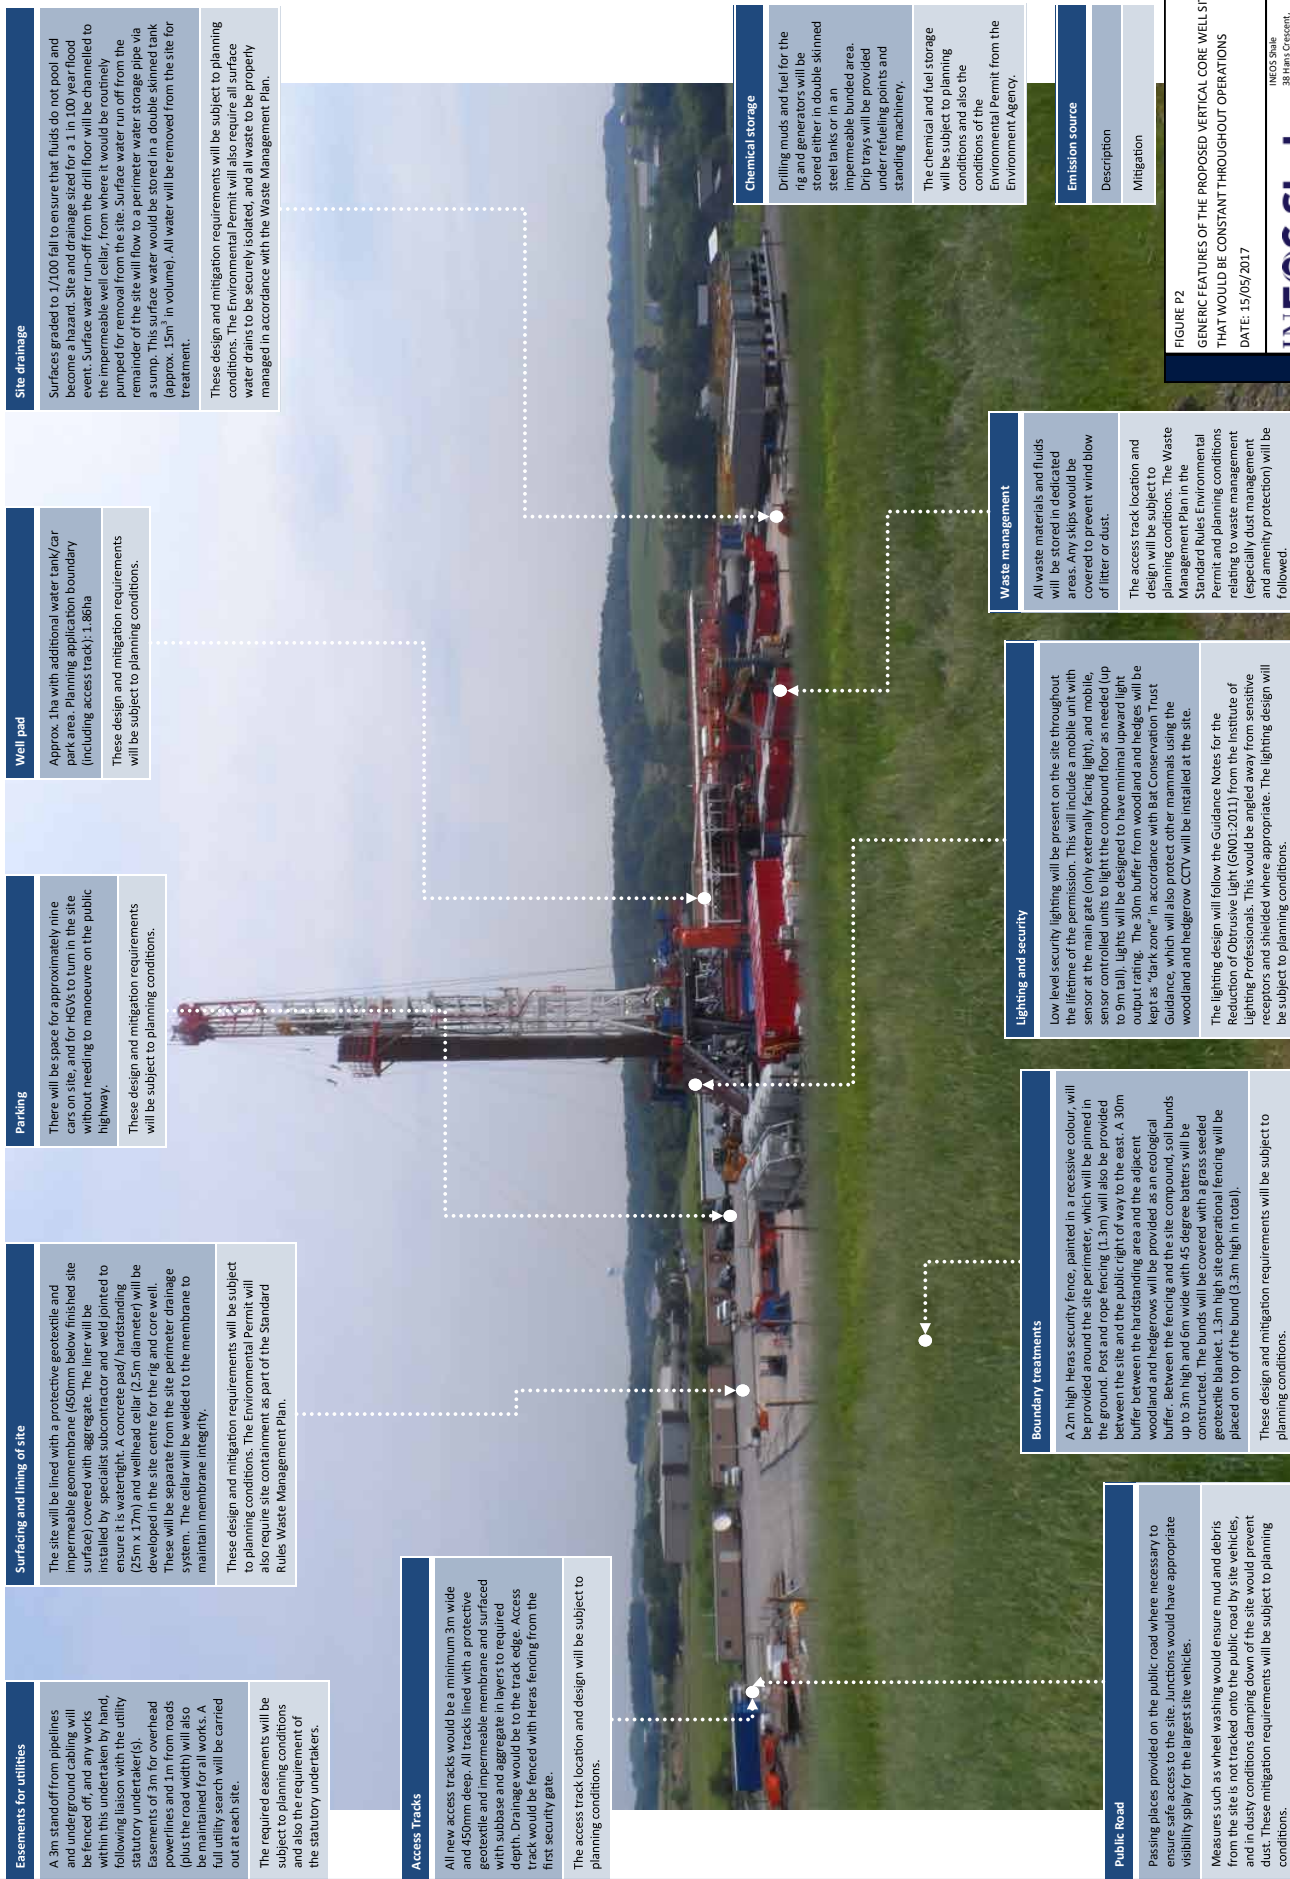 Easements for utilities
A 3m standoff from pipelines
and underground cabling will
be fenced off, and any works
within this undertaken by hand,
following liaison with the utility
statutory undertaker(s).
Easements of 3m for overhead
powerlines and 1m from roads
(plus the road width) will also
be maintained for all works. A
full utility search will be carried
out at each site.
The required easements will be
subject to planning conditions
and also the requirement of
the statutory undertakers.
Surfacing and lining of site
The site will be lined with a protective geotextile and
impermeable geomembrane (450mm below finished site
surface) covered with aggregate. The liner will be
installed by specialist subcontractor and weld jointed to
ensure it is watertight. A concrete pad/ hardstanding
(25m x 17m) and wellhead cellar (2.5m diameter) will be
developed in the site centre for the rig and core well.
These will be separate from the site perimeter drainage
system. The cellar will be welded to the membrane to
maintain membrane integrity.
These design and mitigation requirements will be subject
to planning conditions. The Environmental Permit will
also require site containment as part of the Standard
Rules Waste Management Plan.
Parking
There will be space for approximately nine
cars on site, and for HGVs to turn in the site
without needing to manoeuvre on the public
highway.
These design and mitigation requirements
will be subject to planning conditions.
Well pad
Approx. 1ha with additional water tank/car
park area. Planning application boundary
(including access track): 1.86ha
These design and mitigation requirements
will be subject to planning conditions.
Site drainage
Surfaces graded to 1/100 fall to ensure that fluids do not pool and
become a hazard. Site and drainage sized for a 1 in 100 year flood
event. Surface water run-off from the drill floor will be channelled to
the impermeable well cellar, from where it would be routinely
pumped for removal from the site. Surface water run off from the
remainder of the site will flow to a perimeter water storage pipe via
a sump. This surface water would be stored in a double skinned tank
(approx. 15m³ in volume). All water will be removed from the site for
treatment.
These design and mitigation requirements will be subject to planning
conditions. The Environmental Permit will also require all surface
water drains to be securely isolated, and all waste to be properly
managed in accordance with the Waste Management Plan.
Access Tracks
All new access tracks would be a minimum 3m wide
and 450mm deep. All tracks lined with a protective
geotextile and impermeable membrane and surfaced
with subbase and aggregate in layers to required
depth. Drainage would be to the track edge. Access
track would be fenced with Heras fencing from the
first security gate.
The access track location and design will be subject to
planning conditions.
Chemical storage
Drilling muds and fuel for the
rig and generators will be
stored either in double skinned
steel tanks or in an
impermeable bunded area.
Drip trays will be provided
under refueling points and
standing machinery.
The chemical and fuel storage
will be subject to planning
conditions and also the
conditions of the
Environmental Permit from the
Environment Agency.
Public Road
Passing places provided on the public road where necessary to
ensure safe access to the site. Junctions would have appropriate
visibility splay for the largest site vehicles.
Measures such as wheel washing would ensure mud and debris
from the site is not tracked onto the public road by site vehicles,
and in dusty conditions damping down of the site would prevent
dust. These mitigation requirements will be subject to planning
conditions.
Boundary treatments
A 2m high Heras security fence, painted in a recessive colour, will
be provided around the site perimeter, which will be pinned in
the ground. Post and rope fencing (1.3m) will also be provided
between the site and the public right of way to the east. A 30m
buffer between the hardstanding area and the adjacent
woodland and hedgerows will be provided as an ecological
buffer. Between the fencing and the site compound, soil bunds
up to 3m high and 6m wide with 45 degree batters will be
constructed. The bunds will be covered with a grass seeded
geotextile blanket. 1.3m high site operational fencing will be
placed on top of the bund (3.3m high in total).
These design and mitigation requirements will be subject to
planning conditions.
Lighting and security
Low level security lighting will be present on the site throughout
the lifetime of the permission. This will include a mobile unit with
sensor at the main gate (only externally facing light), and mobile,
sensor controlled units to light the compound floor as needed (up
to 9m tall). Lights will be designed to have minimal upward light
output rating. The 30m buffer from woodland and hedges will be
kept as “dark zone” in accordance with Bat Conservation Trust
Guidance, which will also protect other mammals using the
woodland and hedgerow CCTV will be installed at the site.
The lighting design will follow the Guidance Notes for the
Reduction of Obtrusive Light (GN01:2011) from the Institute of
Lighting Professionals. This would be angled away from sensitive
receptors and shielded where appropriate. The lighting design will
be subject to planning conditions.
Waste management
All waste materials and fluids
will be stored in dedicated
areas. Any skips would be
covered to prevent wind blow
of litter or dust.
The access track location and
design will be subject to
planning conditions. The Waste
Management Plan in the
Standard Rules Environmental
Permit and planning conditions
relating to waste management
(especially dust management
and amenity protection) will be
followed.
Emission source
Description
Mitigation
FIGURE P2
GENERIC FEATURES OF THE PROPOSED VERTICAL CORE WELL SI
THAT WOULD BE CONSTANT THROUGHOUT OPERATIONS
DATE: 15/05/2017
INEOS Shale
38 Hans Crescent,